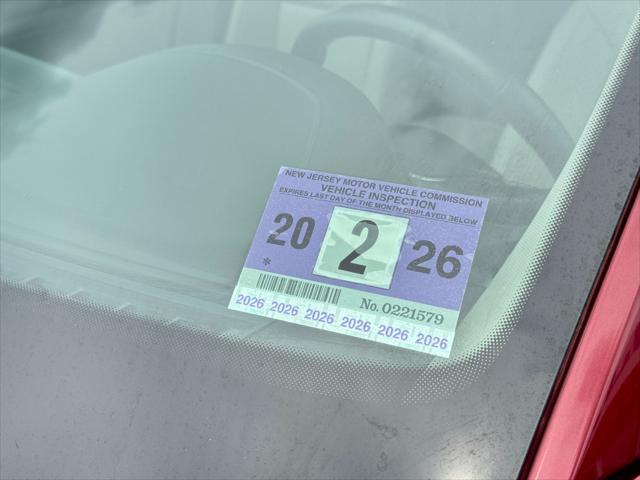 NEW JERSEY MOTOR VEHICLE COMMISSION
VEHICLE INSPECTION
EXPIRES LAST DAY OF THE MONTH DISPLAYED BELOW
20 2 26
*
No. 0221579
2026 2026 2026 2026 2026 2026